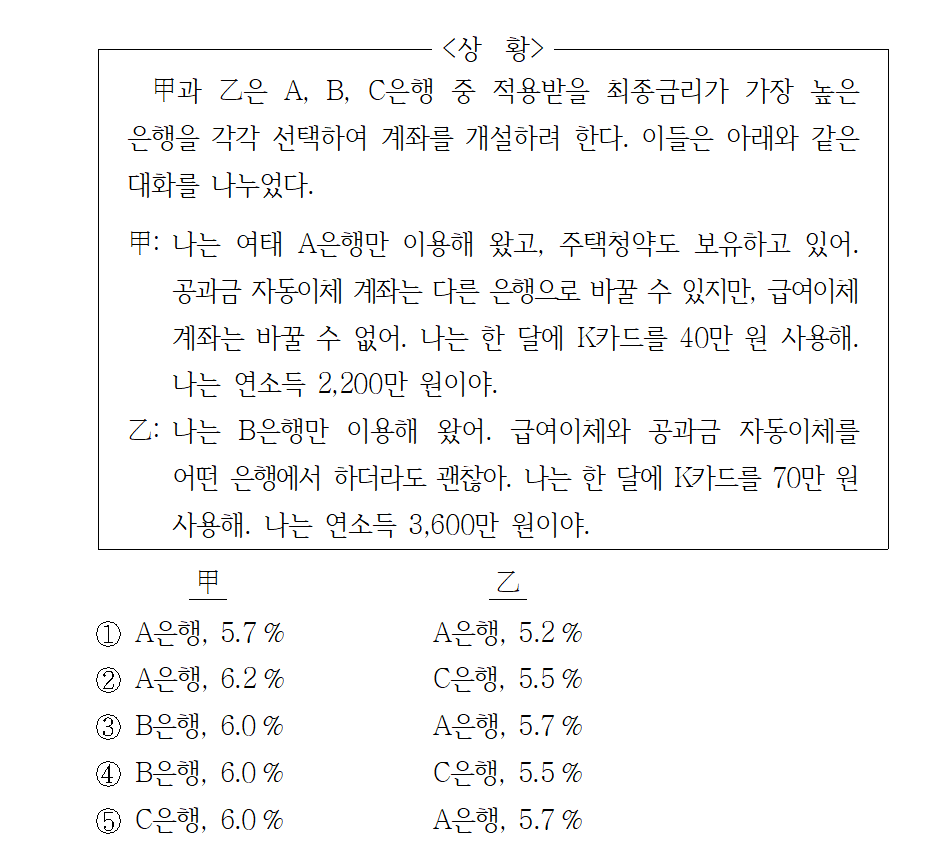 <상 황>
甲과 乙은 A, B, C은행 중 적용받을 최종금리가 가장 높은
은행을 각각 선택하여 계좌를 개설하려 한다. 이들은 아래와 같은
대화를 나누었다.
甲: 나는 여태 A은행만 이용해 왔고, 주택청약도 보유하고 있어.
공과금 자동이체 계좌는 다른 은행으로 바꿀 수 있지만, 급여이체
계좌는 바꿀 수 없어. 나는 한 달에 K카드를 40만 원 사용해.
나는 연소득 2,200만 원이야.
乙: 나는 B은행만 이용해 왔어. 급여이체와 공과금 자동이체를
어떤 은행에서 하더라도 괜찮아. 나는 한 달에 K카드를 70만 원
사용해. 나는 연소득 3,600만 원이야.
甲 乙
① A은행, 5.7% A은행, 5.2%
② A은행, 6.2% C은행, 5.5%
③ B은행, 6.0% A은행, 5.7%
④ B은행, 6.0% C은행, 5.5%
⑤ C은행, 6.0% A은행, 5.7%